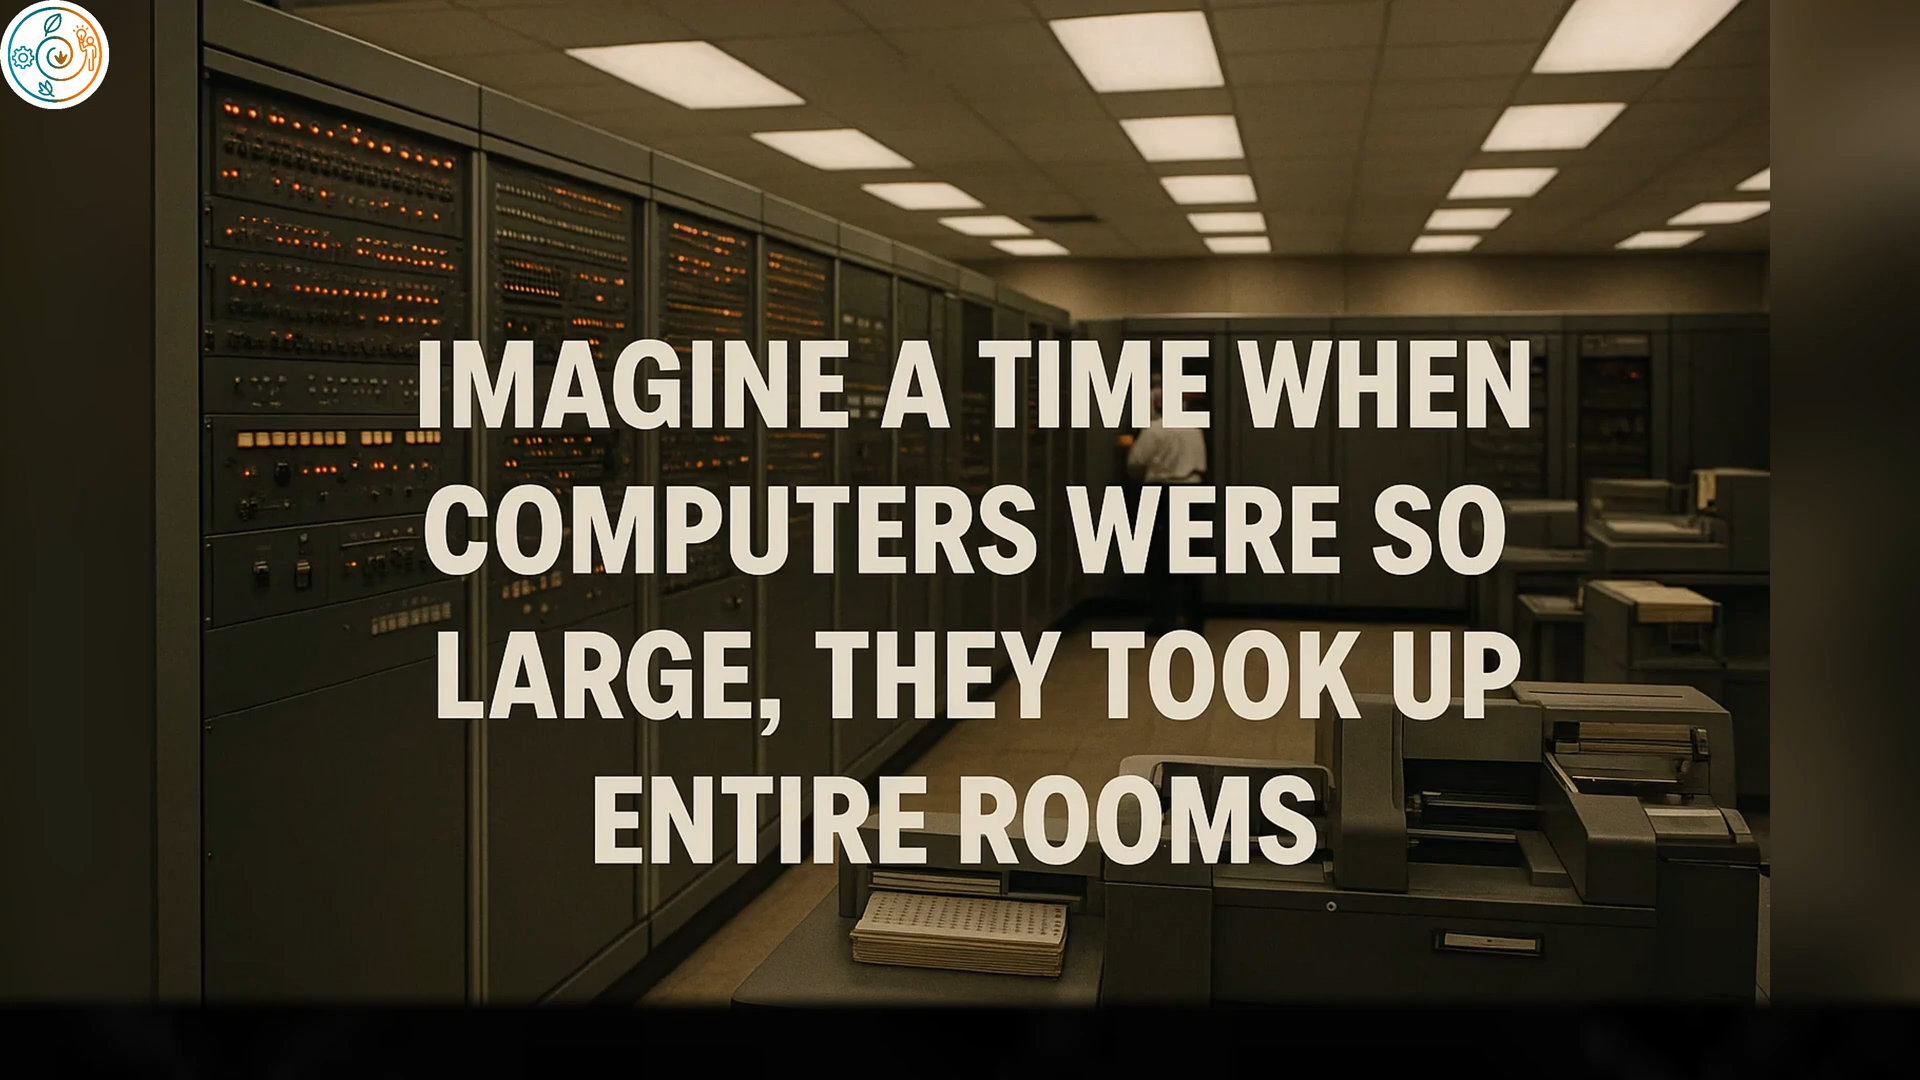 IMAGINE A TIME WHEN
COMPUTERS WERE SO
LARGE, THEY TOOK UP
ENTIRE ROOMS